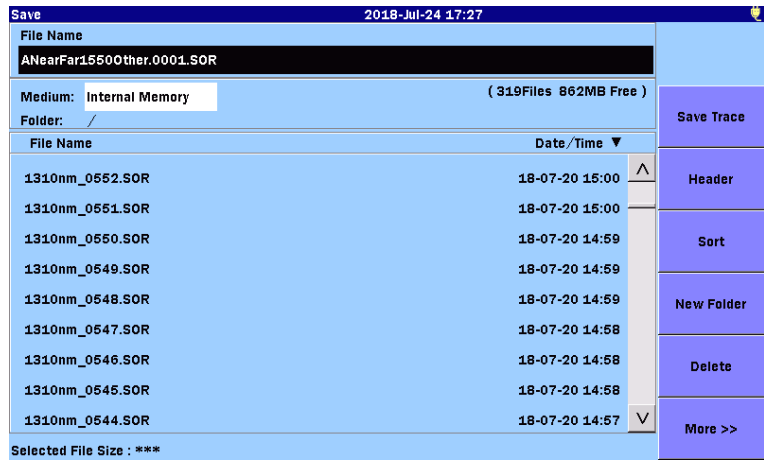 Save 2018-Jul-24 17:27
File Name
ANearFar1550Other.0001.SOR
Medium: Internal Memory (319Files 862MB Free)
Folder: /
File Name Date/Time ▼
1310nm_0552.SOR 18-07-20 15:00
1310nm_0551.SOR 18-07-20 15:00
1310nm_0550.SOR 18-07-20 14:59
1310nm_0549.SOR 18-07-20 14:59
1310nm_0548.SOR 18-07-20 14:59
1310nm_0547.SOR 18-07-20 14:58
1310nm_0546.SOR 18-07-20 14:58
1310nm_0545.SOR 18-07-20 14:58
1310nm_0544.SOR 18-07-20 14:57
Selected File Size : ***
Save Trace
Header
Sort
New Folder
Delete
More >>